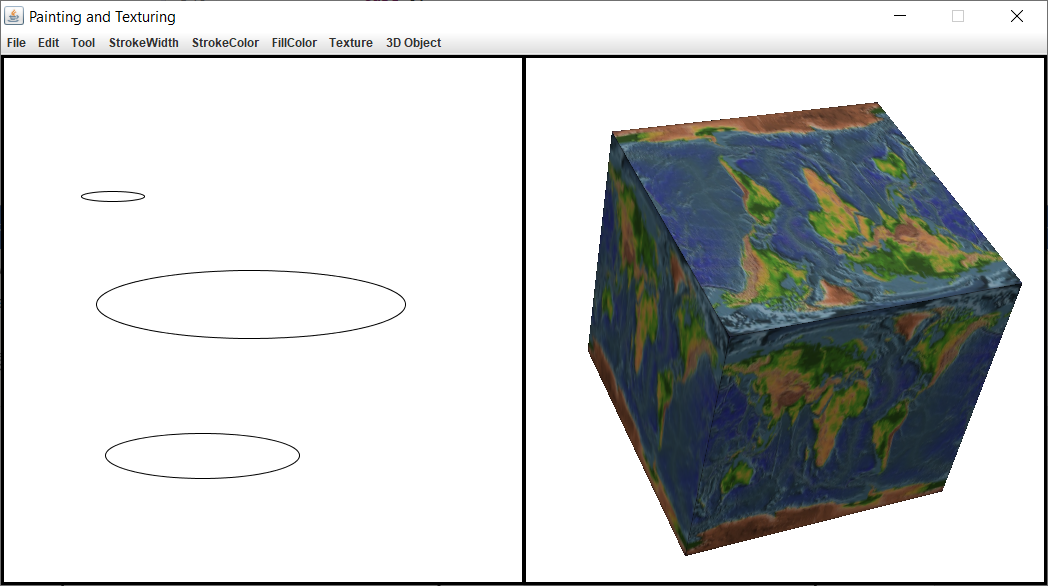 Painting and Texturing
File Edit Tool StrokeWidth StrokeColor FillColor Texture 3D Object